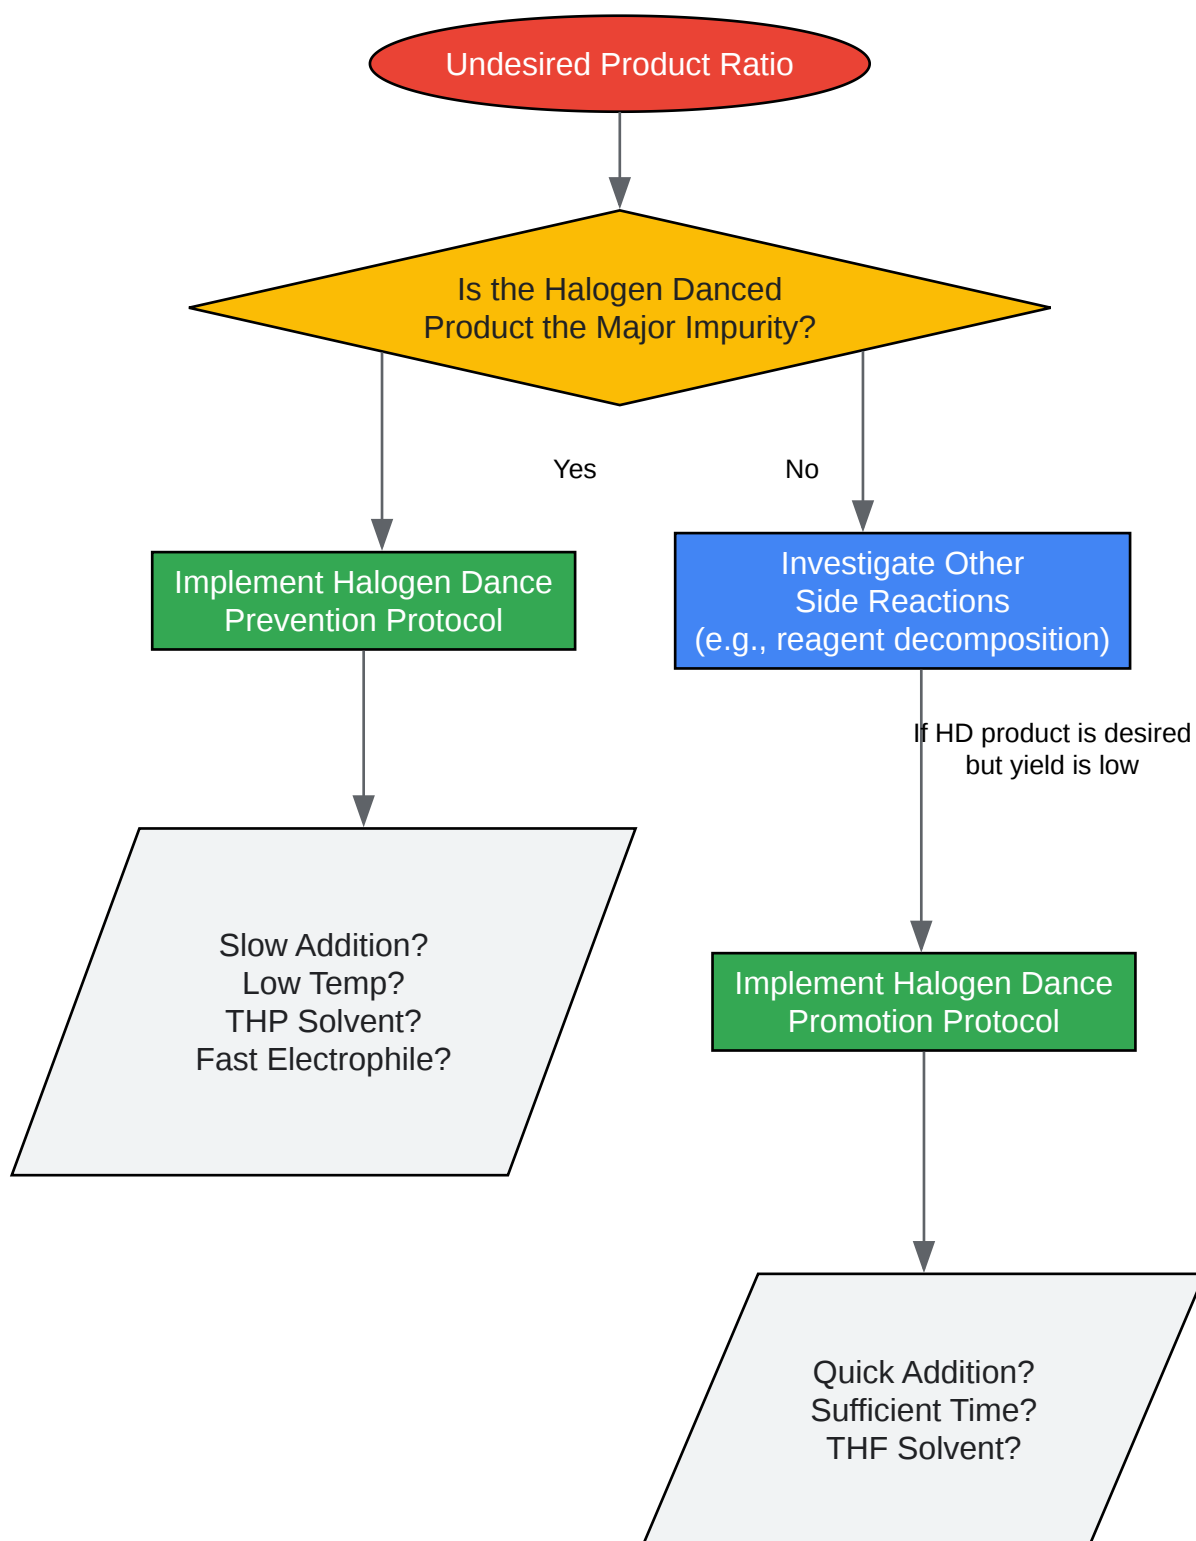 Undesired Product Ratio
Is the Halogen Danced
Product the Major Impurity?
Yes
No
Implement Halogen Dance
Prevention Protocol
Investigate Other
Side Reactions
(e.g., reagent decomposition)
If HD product is desired
but yield is low
Slow Addition?
Low Temp?
THP Solvent?
Fast Electrophile?
Implement Halogen Dance
Promotion Protocol
Quick Addition?
Sufficient Time?
THF Solvent?